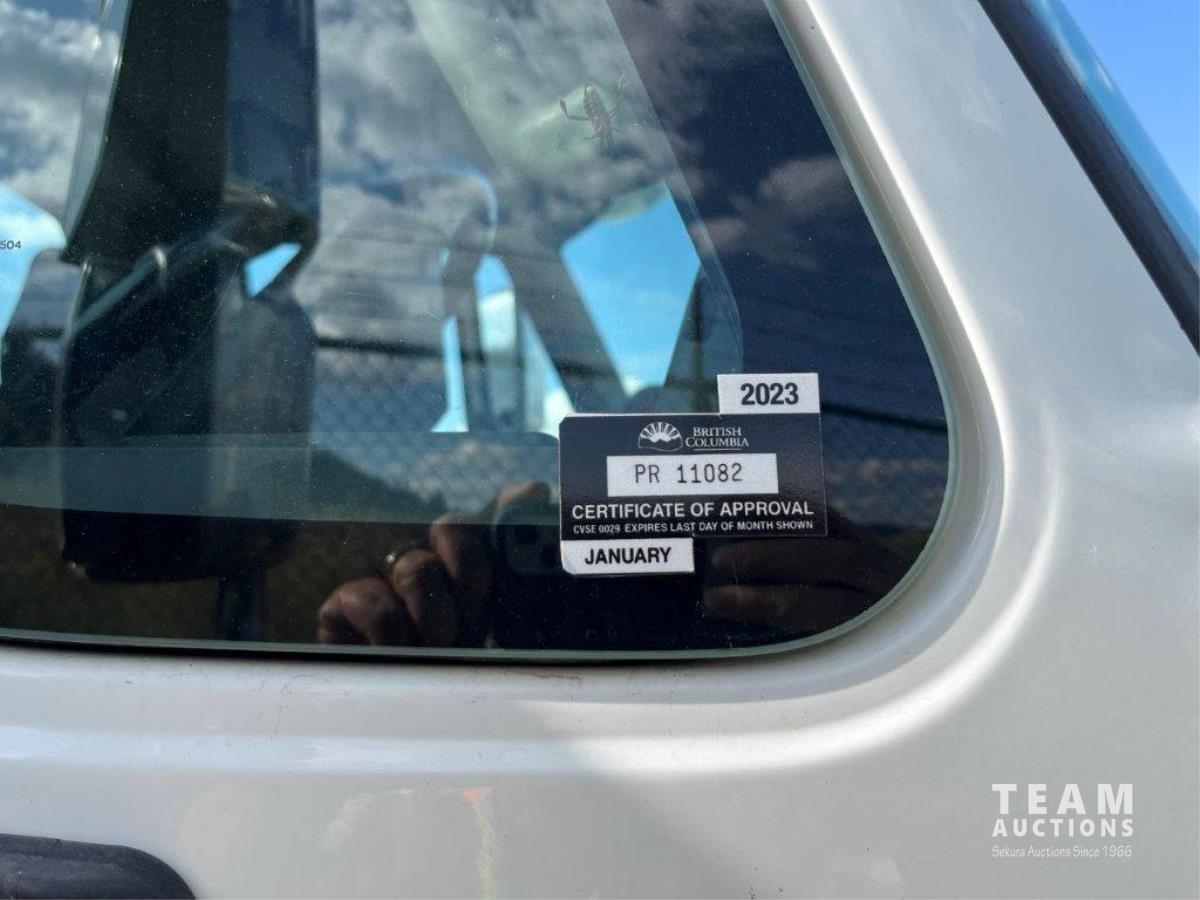 504
2023
BRITISH
COLUMBIA
PR 11082
CERTIFICATE OF APPROVAL
CVSE 0029 EXPIRES LAST DAY OF MONTH SHOWN
JANUARY
TEAM
AUCTIONS
Sekura Auctions Since 1966